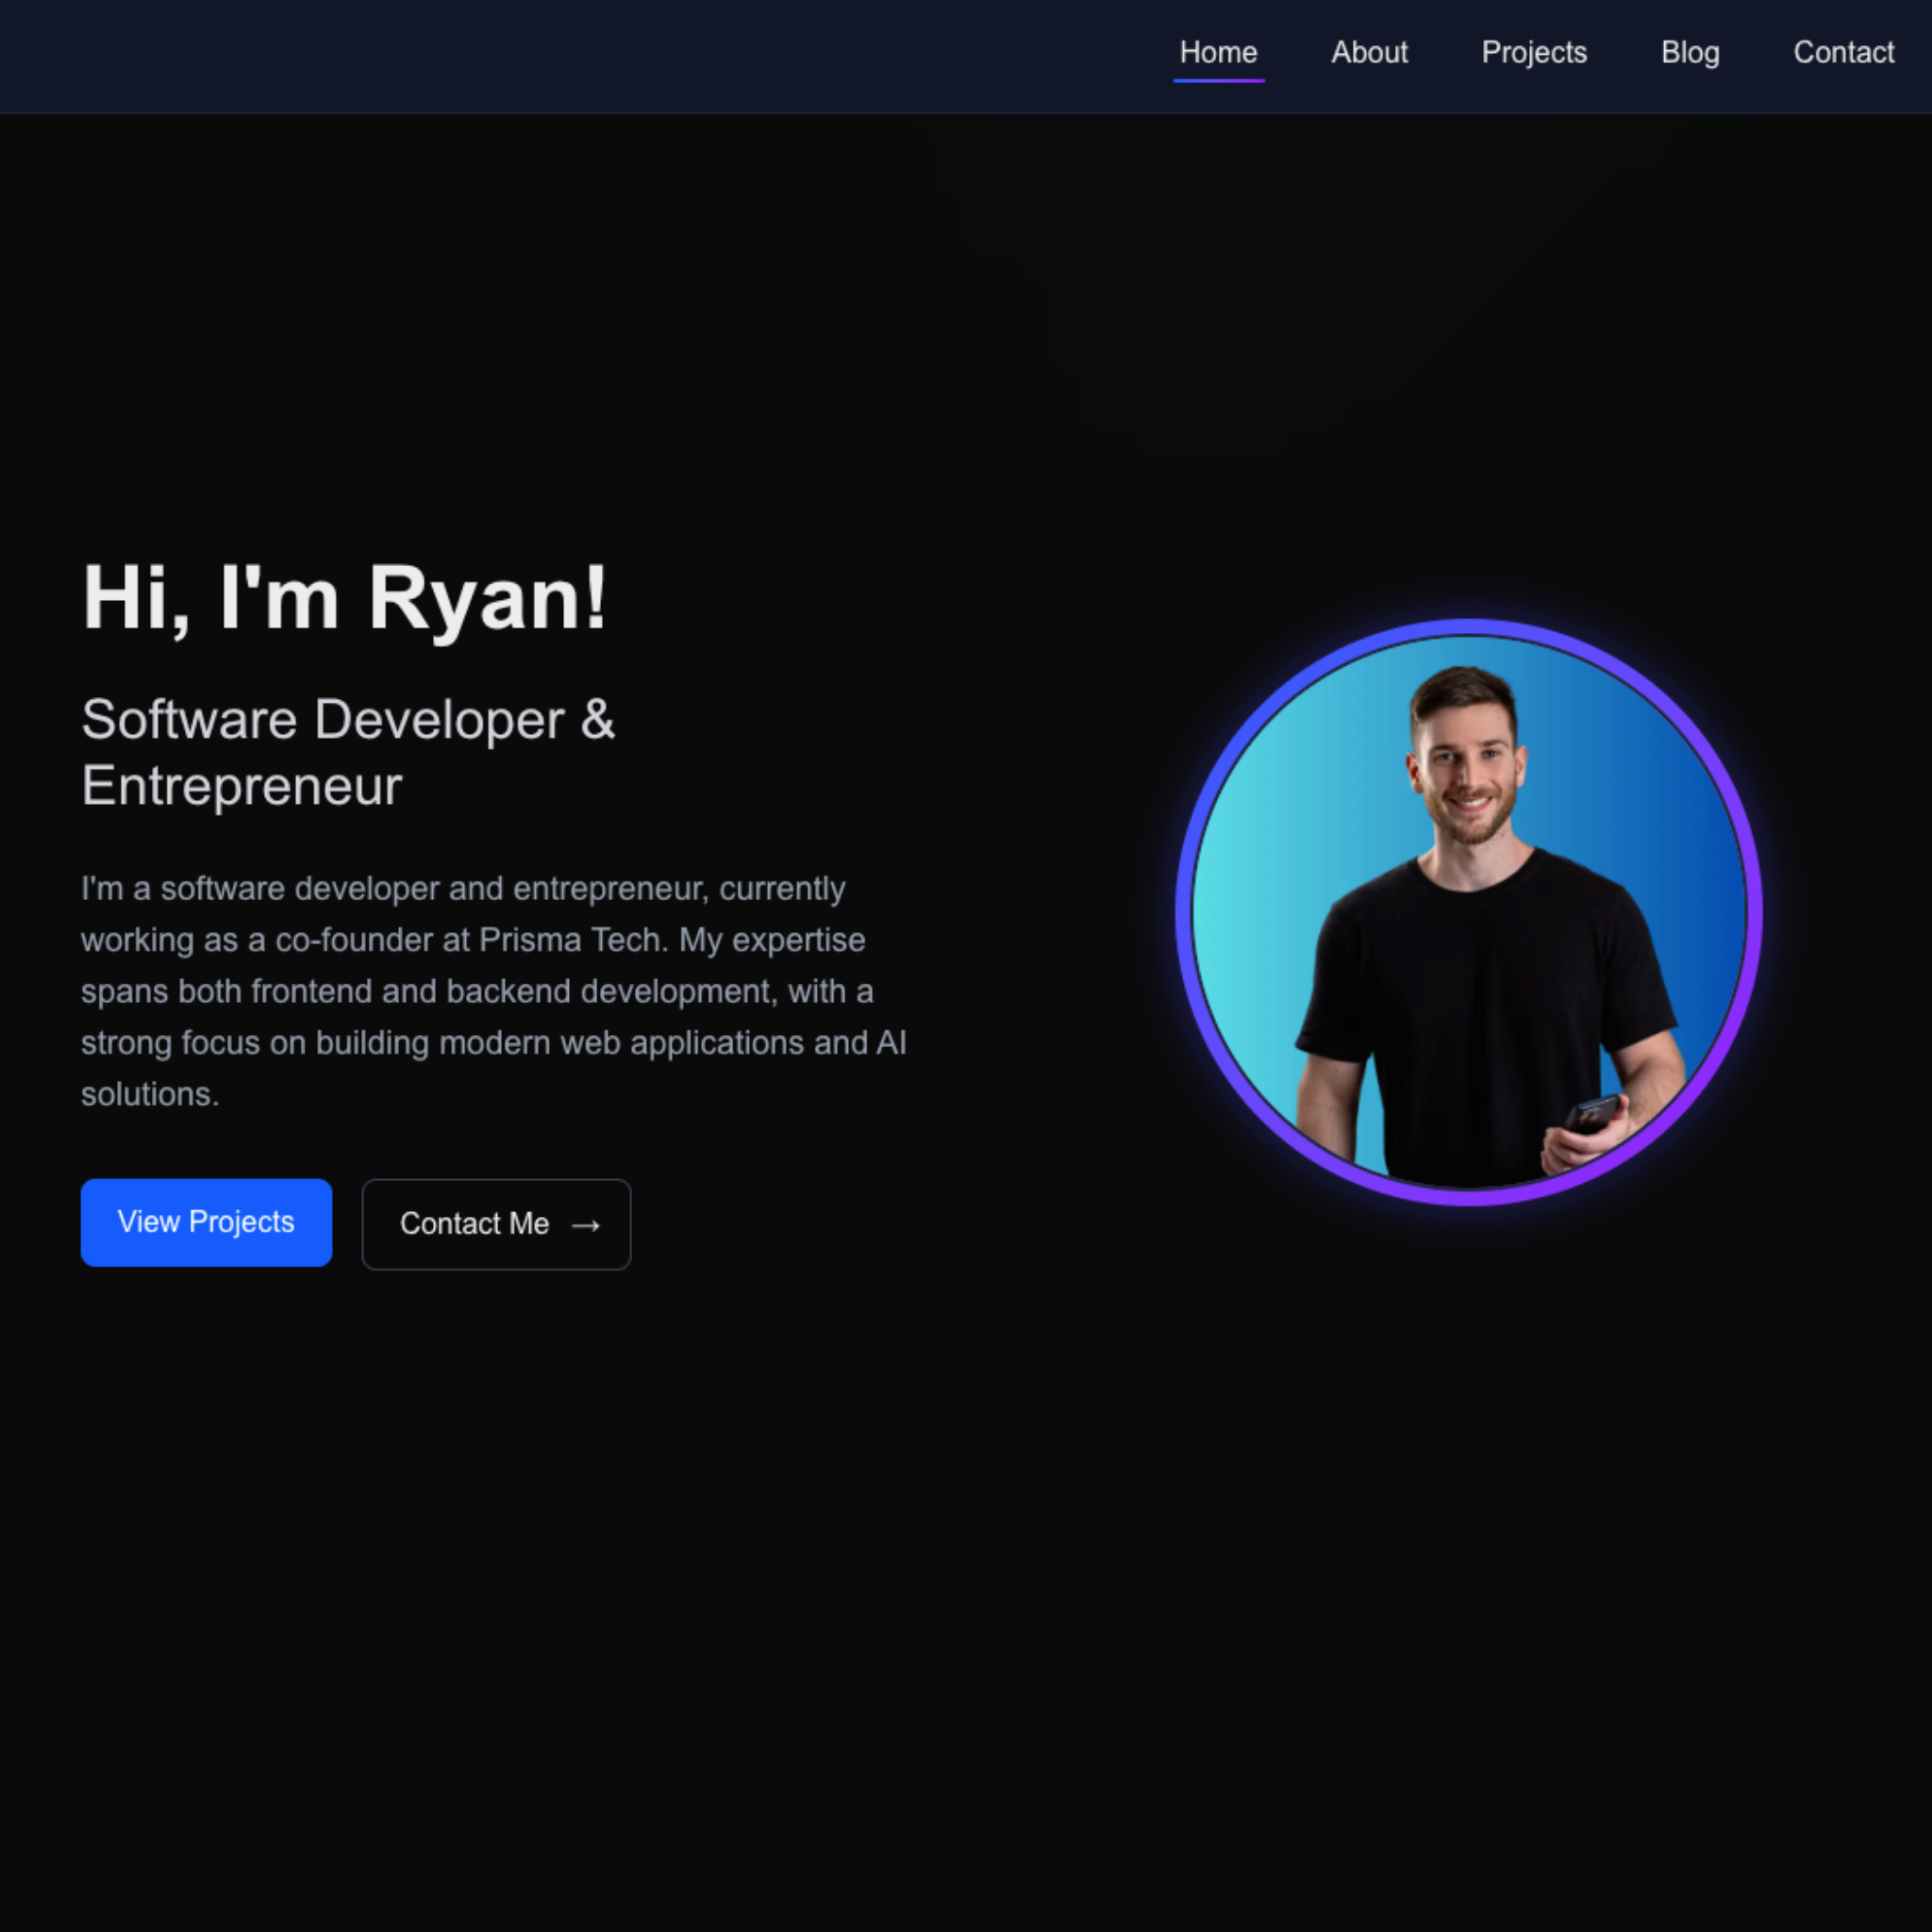 Home About Projects Blog Contact
Hi, I'm Ryan!
Software Developer &
Entrepreneur
I'm a software developer and entrepreneur, currently
working as a co-founder at Prisma Tech. My expertise
spans both frontend and backend development, with a
strong focus on building modern web applications and AI
solutions.
View Projects Contact Me →